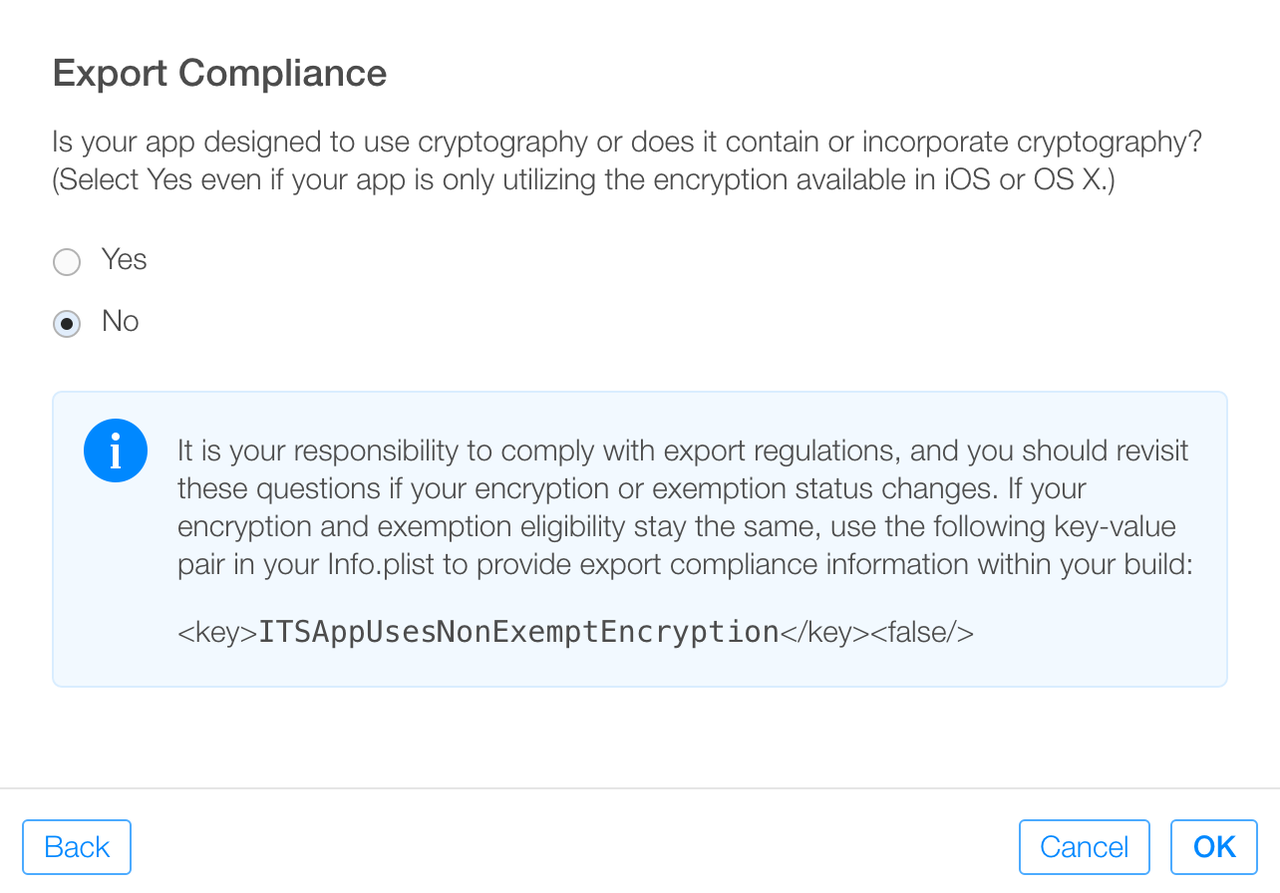 Export Compliance
Is your app designed to use cryptography or does it contain or incorporate cryptography?
(Select Yes even if your app is only utilizing the encryption available in iOS or OS X.)
Yes
No
i
It is your responsibility to comply with export regulations, and you should revisit
these questions if your encryption or exemption status changes. If your
encryption and exemption eligibility stay the same, use the following key-value
pair in your Info.plist to provide export compliance information within your build:
<key>ITSAppUsesNonExemptEncryption</key><false/>
Back
Cancel
OK